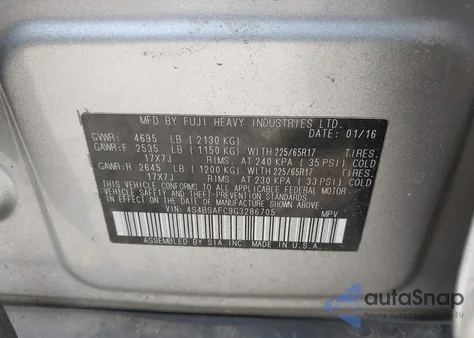 MFD BY FUJI HEAVY INDUSTRIES LTD.
DATE: 01/16
GVWR: 4695 LB (2130 KG)
GAWR:F 2535 LB (1150 KG) WITH 225/65R17 TIRES.
17X7J RIMS. AT 240 KPA (35 PSI) COLD
GAWR:R 2645 LB (1200 KG) WITH 225/65R17 TIRES.
17X7J RIMS. AT 230 KPA (33 PSI) COLD
THIS VEHICLE CONFORMS TO ALL APPLICABLE FEDERAL MOTOR
VEHICLE SAFETY AND THEFT PREVENTION STANDARDS
IN EFFECT ON THE DATE OF MANUFACTURE SHOWN ABOVE.
VIN: 4S4BSAFC9G3286705 MPV
ASSEMBLED BY SIA INC. MADE IN U.S.A.
autoSnap